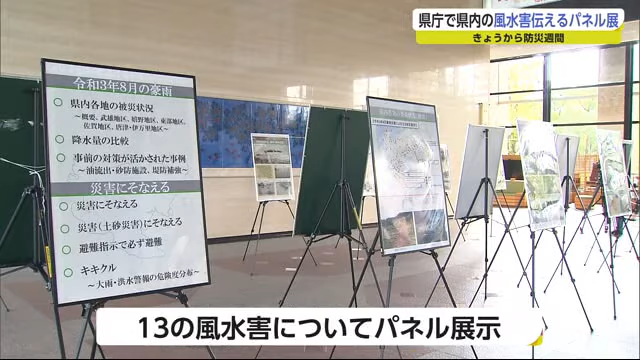 県庁で県内の風水害伝えるパネル展
きょうから防災週間
令和3年8月の豪雨
○ 県内各地の被災状況
～概要、武雄地区、嬉野地区、東部地区、
佐賀地区、唐津・伊万里地区～
○ 降水量の比較
○ 事前の対策が活かされた事例
～油流出・砂防施設、堤防補強～
災害にそなえる
○ 災害にそなえる
○ 災害(土砂災害)にそなえる
○ 避難指示で必ず避難
○ キキクル
～大雨・洪水警報の危険度分布～
13の風水害についてパネル展示